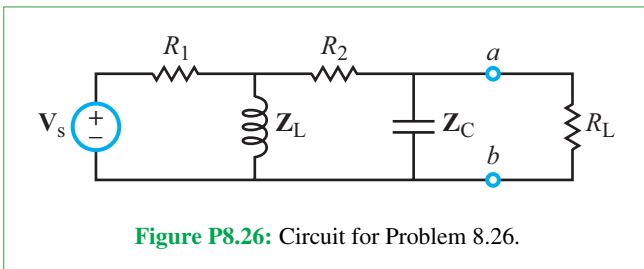 R1
R2
a
Vs
+
−
ZL
ZC
RL
b
Figure P8.26: Circuit for Problem 8.26.